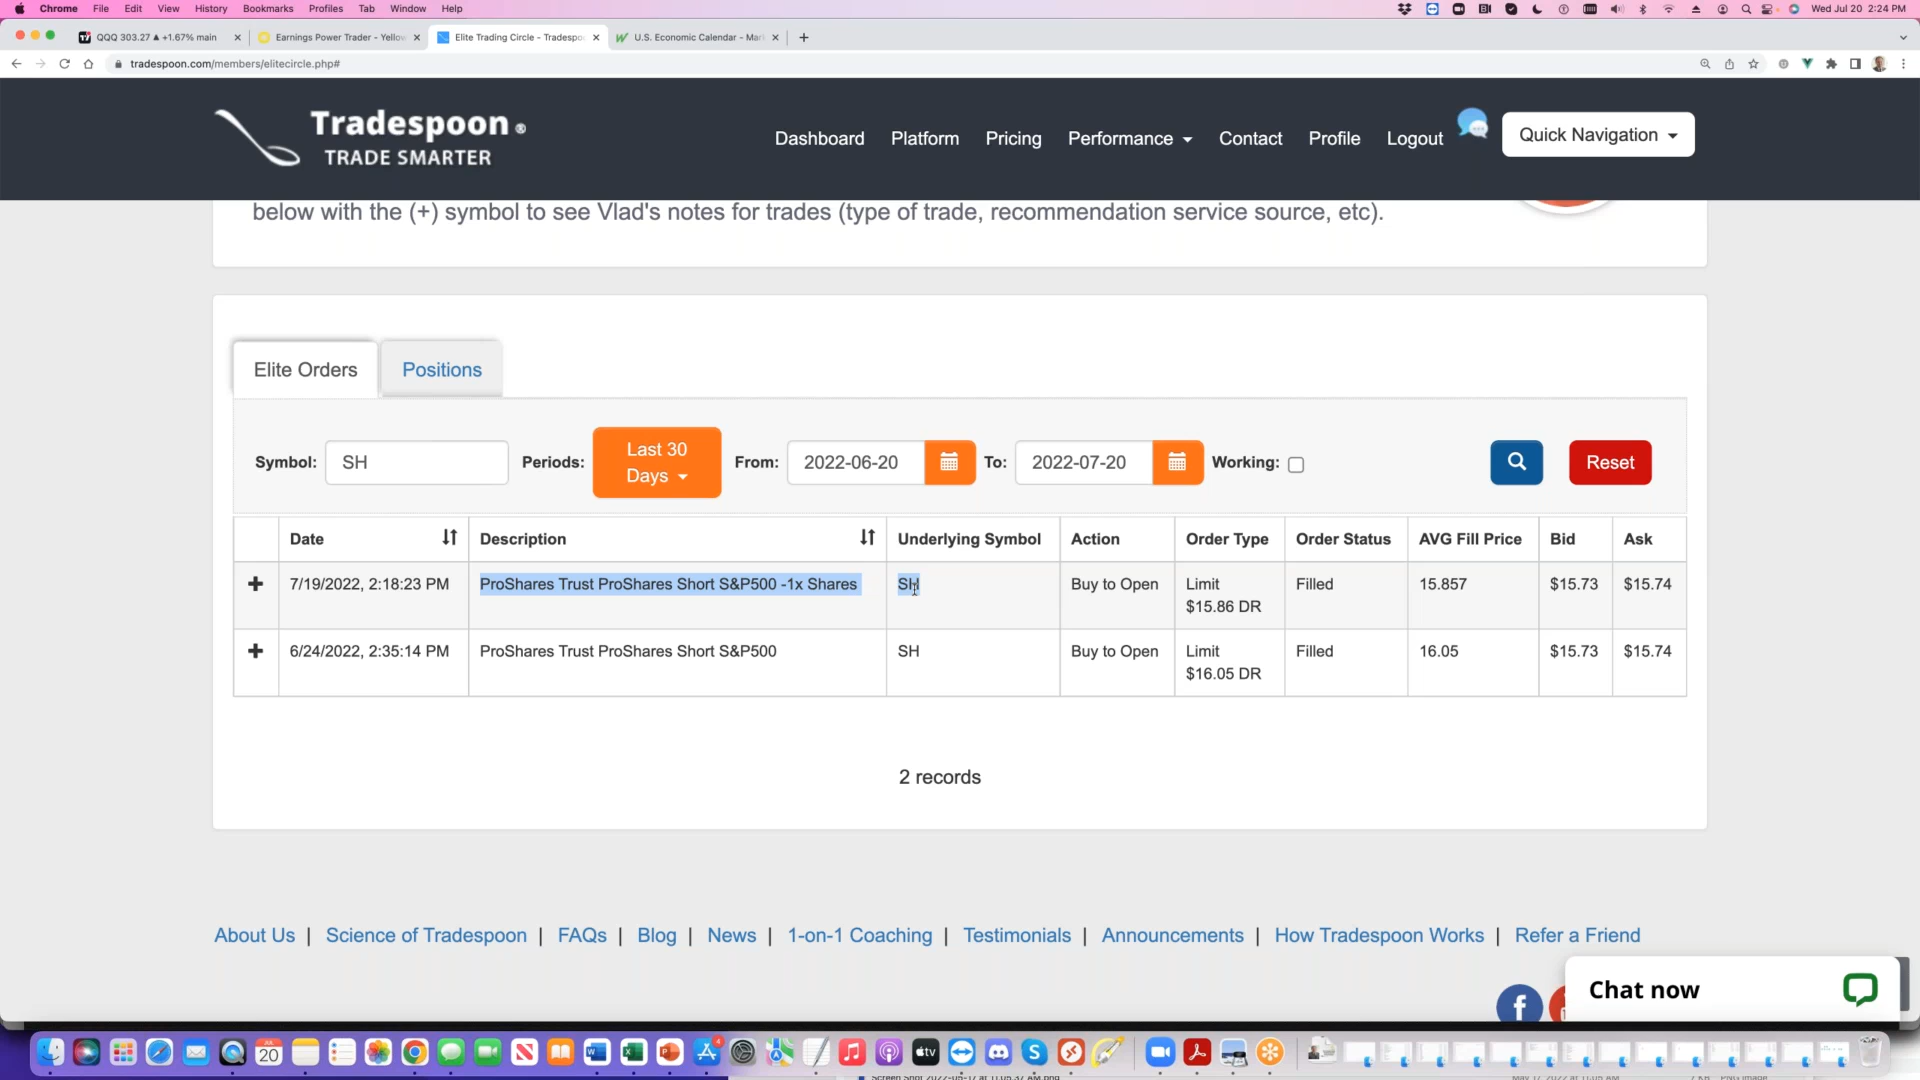 Chrome File Edit View History Bookmarks Profiles Tab Window Help Wed Jul 20 2:24 PM
QQQ 303.27 ▲ +1.67% main Earnings Power Trader - Yellow Elite Trading Circle - Tradespoo U.S. Economic Calendar - Mar
tradespoon.com/members/elitecircle.php#
Tradespoon®
TRADE SMARTER
Dashboard Platform Pricing Performance Contact Profile Logout Quick Navigation
below with the (+) symbol to see Vlad's notes for trades (type of trade, recommendation service source, etc).
Elite Orders Positions
Symbol: SH Periods: Last 30 Days From: 2022-06-20 To: 2022-07-20 Working: Reset
Date Description Underlying Symbol Action Order Type Order Status AVG Fill Price Bid Ask
7/19/2022, 2:18:23 PM ProShares Trust ProShares Short S&P500 -1x Shares SH Buy to Open Limit $15.86 DR Filled 15.857 $15.73 $15.74
6/24/2022, 2:35:14 PM ProShares Trust ProShares Short S&P500 SH Buy to Open Limit $16.05 DR Filled 16.05 $15.73 $15.74
2 records
About Us | Science of Tradespoon | FAQs | Blog | News | 1-on-1 Coaching | Testimonials | Announcements | How Tradespoon Works | Refer a Friend
Chat now